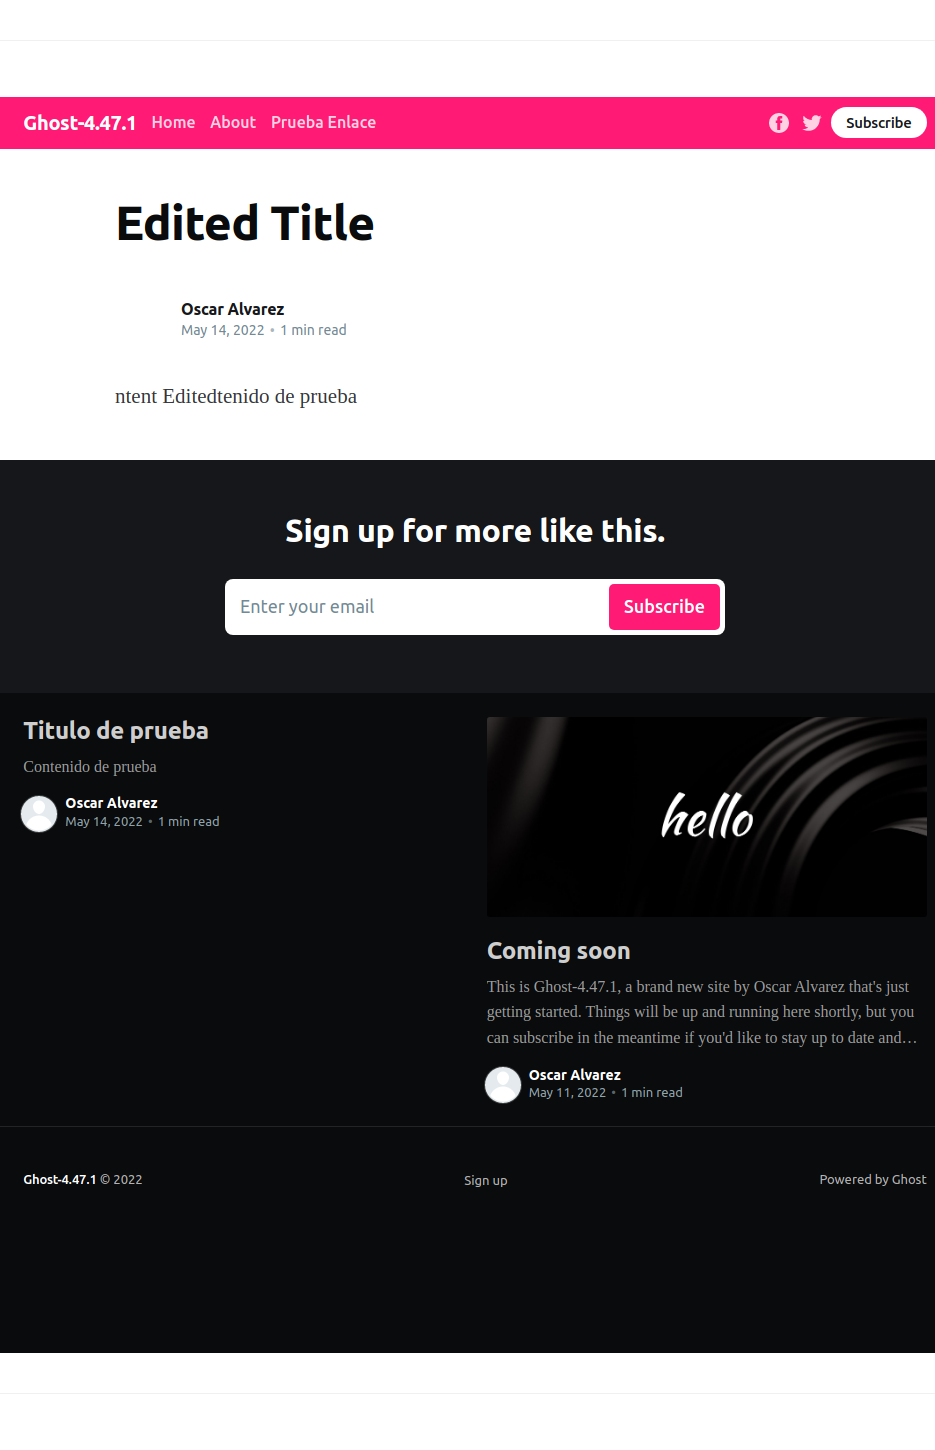 Ghost-4.47.1 Home About Prueba Enlace Subscribe
Edited Title
Oscar Alvarez
May 14, 2022 • 1 min read
ntent Editedtenido de prueba
Sign up for more like this.
Enter your email Subscribe
Titulo de prueba
Contenido de prueba
Oscar Alvarez
May 14, 2022 • 1 min read
hello
Coming soon
This is Ghost-4.47.1, a brand new site by Oscar Alvarez that's just
getting started. Things will be up and running here shortly, but you
can subscribe in the meantime if you'd like to stay up to date and…
Oscar Alvarez
May 11, 2022 • 1 min read
Ghost-4.47.1 © 2022 Sign up Powered by Ghost